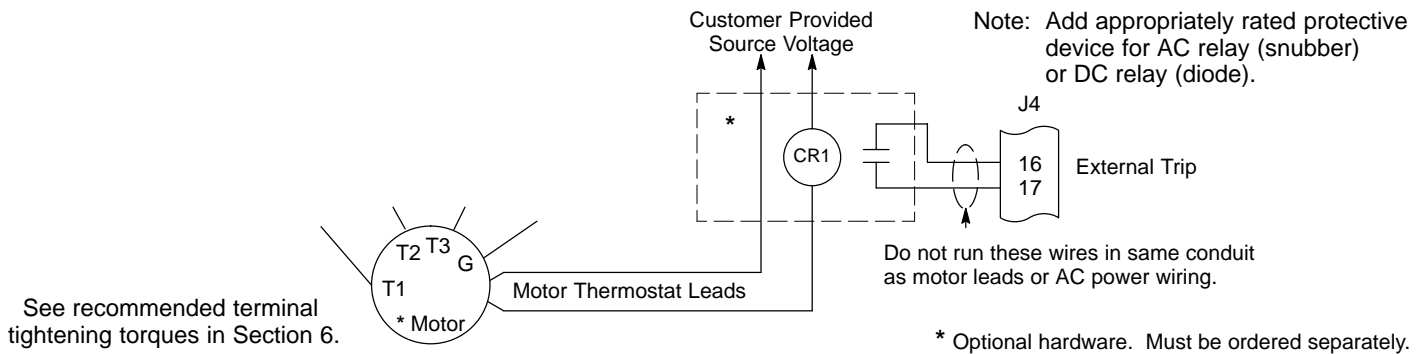 Customer Provided
Source Voltage
Note: Add appropriately rated protective
device for AC relay (snubber)
or DC relay (diode).
J4
*
CR1
16
17
External Trip
Do not run these wires in same conduit
as motor leads or AC power wiring.
T1
T2
T3
G
* Motor
Motor Thermostat Leads
See recommended terminal
tightening torques in Section 6.
* Optional hardware. Must be ordered separately.